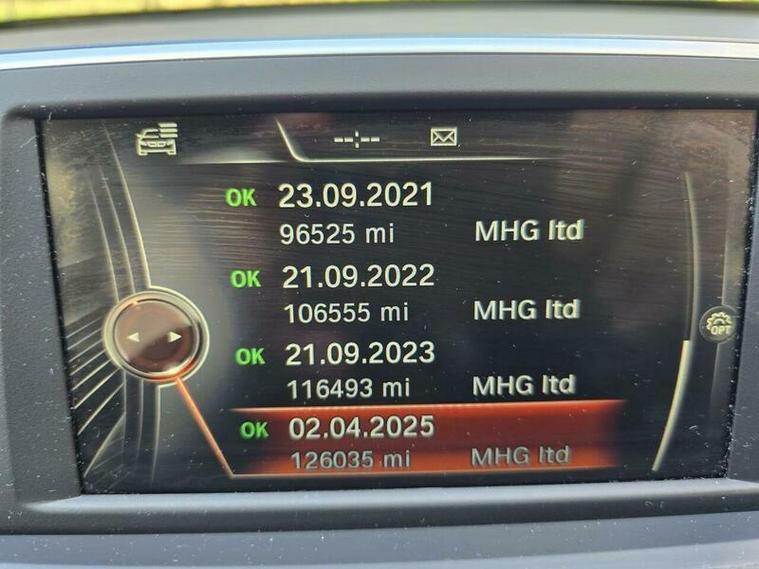 --:--
OK 23.09.2021
96525 mi MHG ltd
OK 21.09.2022
106555 mi MHG ltd
OK 21.09.2023
116493 mi MHG ltd
OK 02.04.2025
126035 mi MHG ltd
OPT